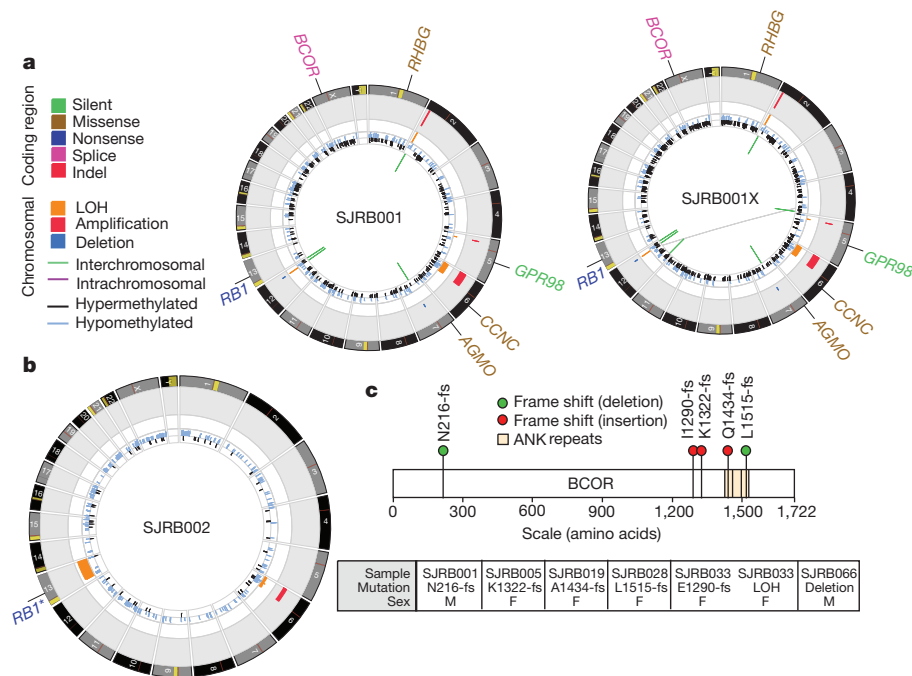 a
Coding region
Silent
Missense
Nonsense
Splice
Indel
Chromosomal
LOH
Amplification
Deletion
Interchromosomal
Intrachromosomal
Hypermethylated
Hypomethylated
BCOR
RHBG
SJRB001
RB1
GPR98
CCNC
AGMO
BCOR
RHBG
SJRB001X
RB1
GPR98
CCNC
AGMO
b
SJRB002
RB1*
c
Frame shift (deletion)
Frame shift (insertion)
ANK repeats
N216-fs
I1290-fs
K1322-fs
Q1434-fs
L1515-fs
BCOR
0 300 600 900 1,200 1,500 1,722
Scale (amino acids)
Sample SJRB001 SJRB005 SJRB019 SJRB028 SJRB033 SJRB033 SJRB066
Mutation N216-fs K1322-fs A1434-fs L1515-fs E1290-fs LOH Deletion
Sex M F F F F F M